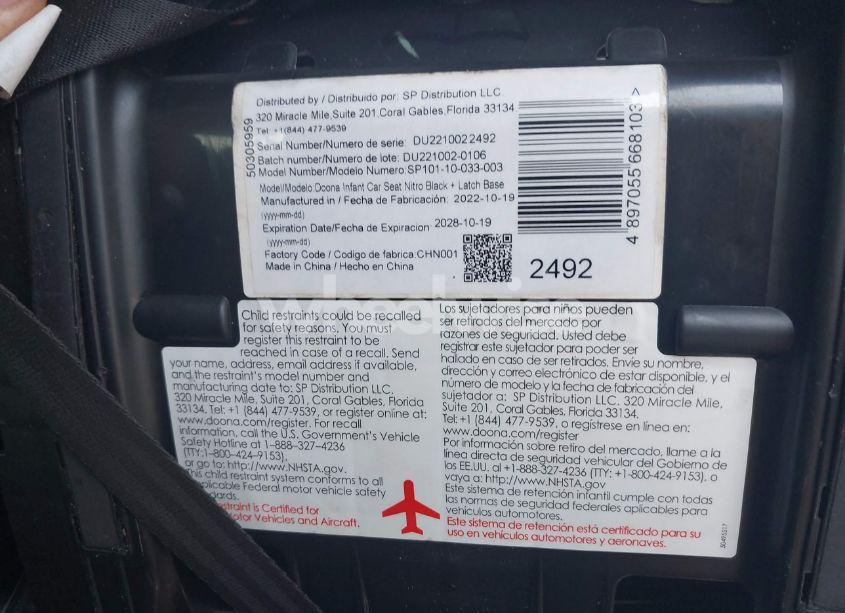 Distributed by / Distribuido por: SP Distribution LLC
320 Miracle Mile,Suite 201,Coral Gables,Florida 33134
Tel: +1(844) 477-9539
Serial Number/Numero de serie: DU2210022492
Batch number/Numero de lote: DU221002-0106
Model Number/Modelo Numero:SP101-10-033-003
Model/Modelo Doona Infant Car Seat Nitro Black + Latch Base
Manufactured in / Fecha de Fabricación: 2022-10-19
(yyyy-mm-dd)
Expiration Date/Fecha de Expiracion: 2028-10-19
(yyyy-mm-dd)
Factory Code / Codigo de fabrica:CHN001
Made in China / Hecho en China
50305959
4 897055 668103 >
2492
Child restraints could be recalled
for safety reasons. You must
register this restraint to be
reached in case of a recall. Send
your name, address, email address if available,
and the restraint's model number and
manufacturing date to: SP Distribution LLC,
320 Miracle Mile, Suite 201, Coral Gables, Florida
33134, Tel: +1 (844) 477-9539, or register online at:
www.doona.com/register. For recall
information, call the U.S. Government's Vehicle
Safety Hotline at 1-888-327-4236
(TTY:1-800-424-9153),
or go to: http://www.NHSTA.gov.
This child restraint system conforms to all
plicable Federal motor vehicle safety
dards.
straint is Certified for
otor Vehicles and Aircraft.
Los sujetadores para niños pueden
ser retirados del mercado por
razones de seguridad. Usted debe
registrar este sujetador para poder ser
hallado en caso de ser retirados. Envie su nombre,
dirección y correo electrónico de estar disponible, y el
número de modelo y la fecha de fabricación del
sujetador a: SP Distribution LLC. 320 Miracle Mile,
Suite 201, Coral Gables, Florida 33134.
Tel: +1 (844) 477-9539, o regístrese en línea en:
www.doona.com/register
Por información sobre retiro del mercado, llame a la
línea directa de seguridad vehicular del Gobierno de
los EE.UU. al +1-888-327-4236 (TTY: +1-800-424-9153). o
vaya a: http://www.NHSTA.gov
Este sistema de retención infantil cumple con todas
las normas de seguridad federales aplicables para
vehículos automotores.
Este sistema de retención está certificado para su
uso en vehículos automotores y aeronaves.